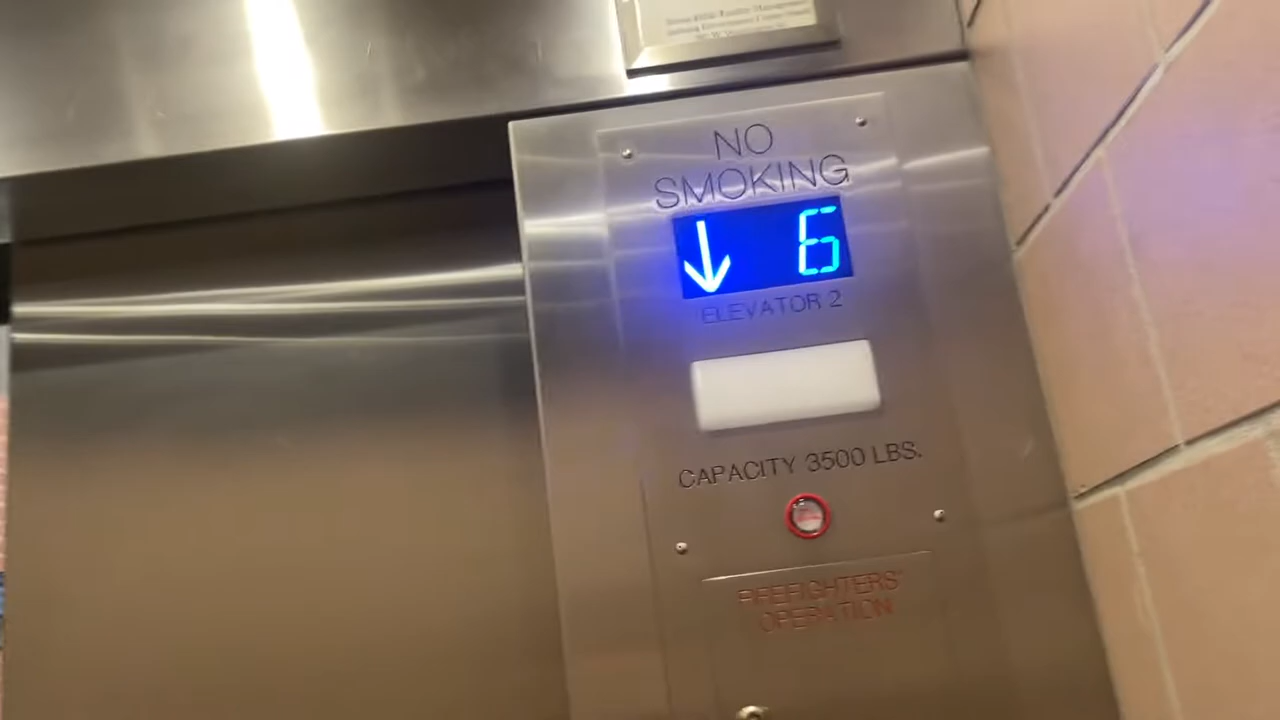 NO
SMOKING
↓ 6
ELEVATOR 2
CAPACITY 3500 LBS.
FIREFIGHTERS'
OPERATION